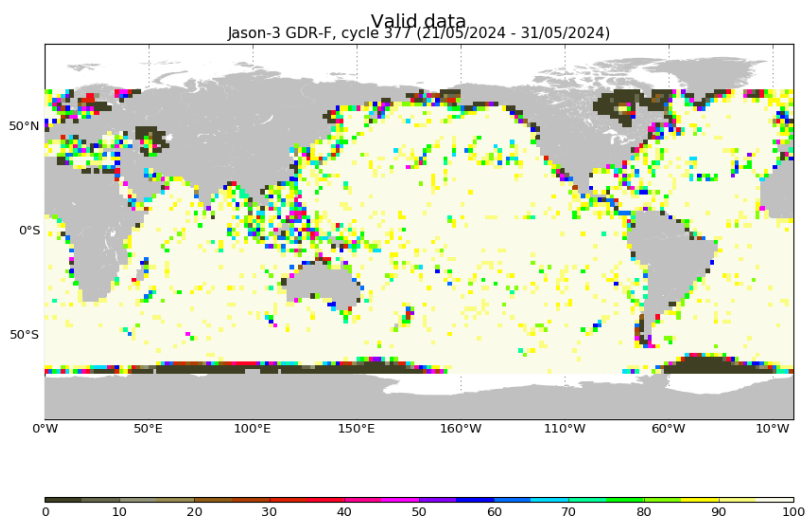 Valid data
Jason-3 GDR-F, cycle 377 (21/05/2024 - 31/05/2024)
50°N
0°S
50°S
0°W 50°E 100°E 150°E 160°W 110°W 60°W 10°W
0 10 20 30 40 50 60 70 80 90 100